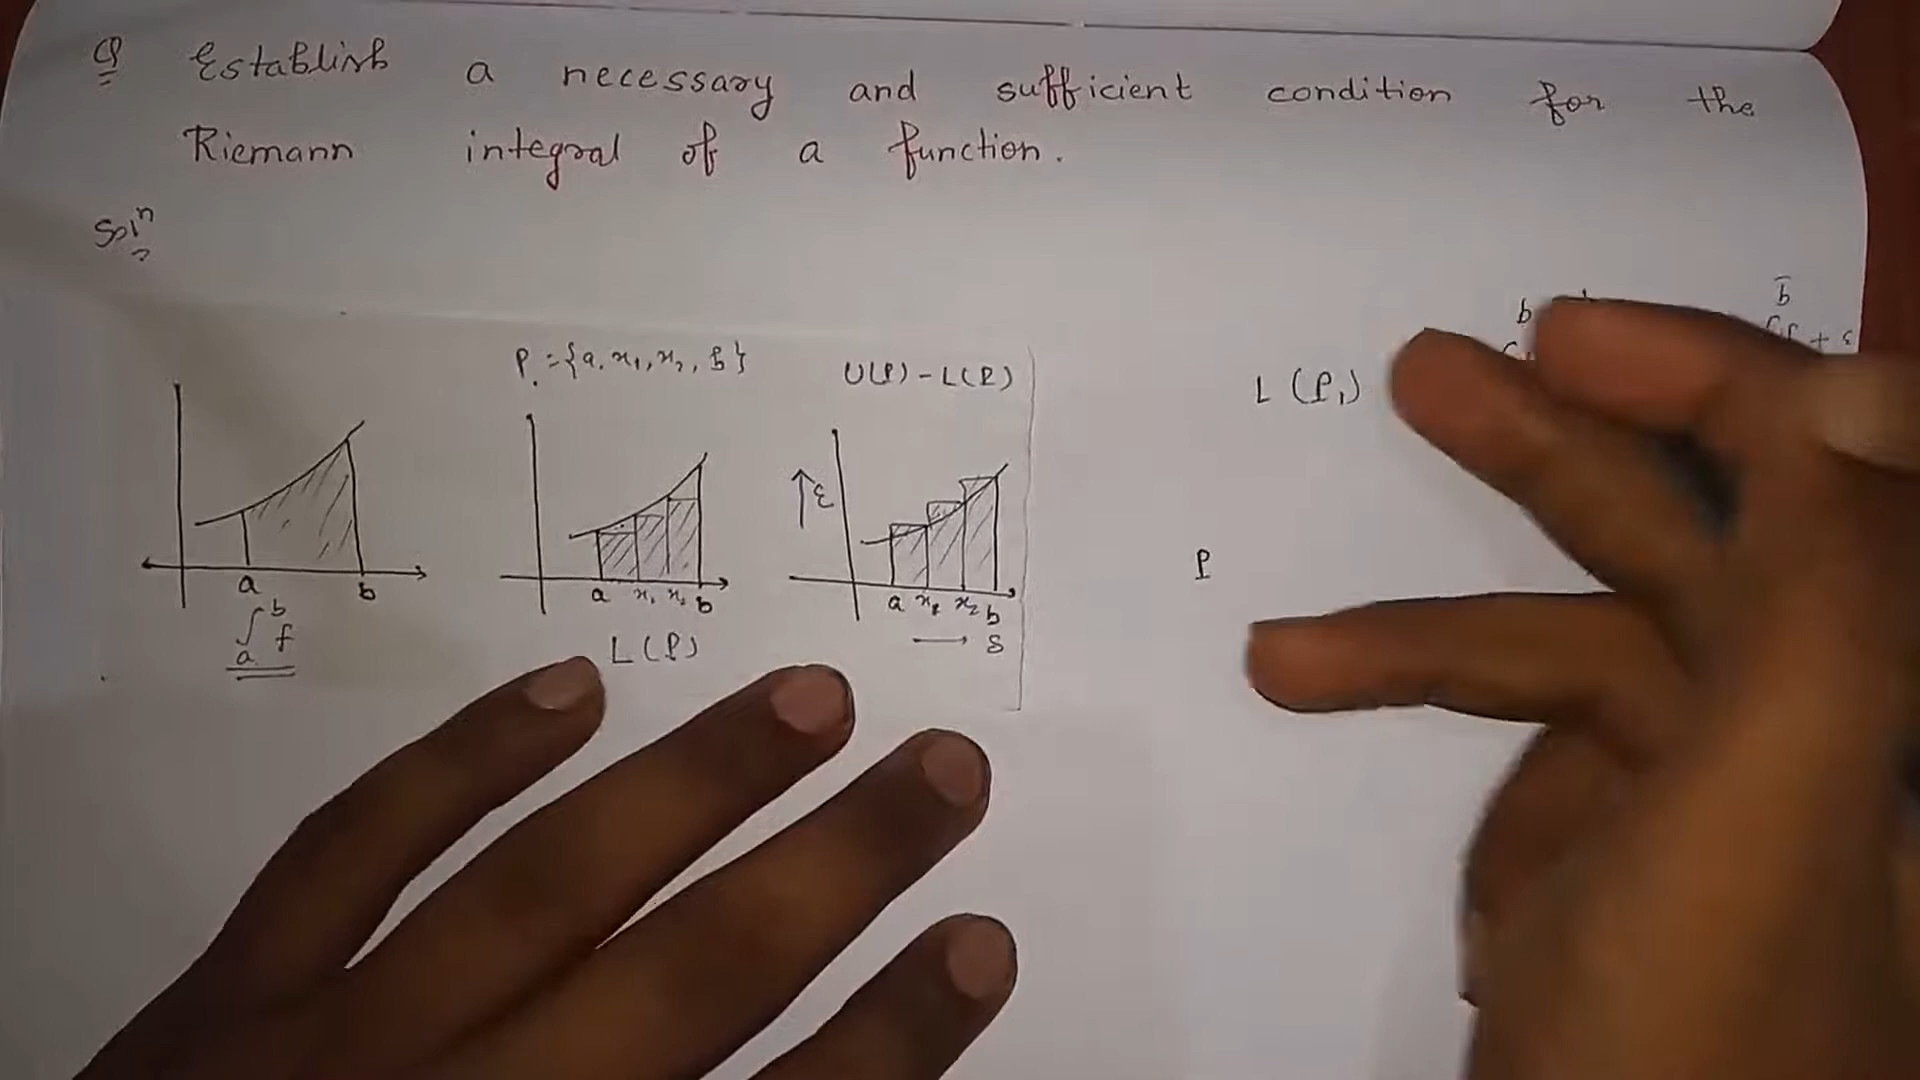 Q Establish a necessary and sufficient condition for the
Riemann integral of a function.
Solⁿ
P = {a, x₁, x₂, b}
U(P) - L(P)
L (P₁)
b
b̄
+ ε
↑ε
P
a b
a x₁ x₂ b
a x₁ x₂ b
∫ₐᵇ f
L (P)
→ δ